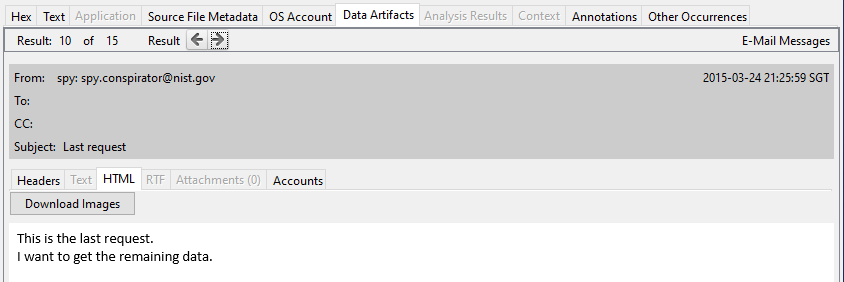 Hex Text Application Source File Metadata OS Account Data Artifacts Analysis Results Context Annotations Other Occurrences
Result: 10 of 15 Result E-Mail Messages
From: spy: spy.conspirator@nist.gov 2015-03-24 21:25:59 SGT
To:
CC:
Subject: Last request
Headers Text HTML RTF Attachments (0) Accounts
Download Images
This is the last request.
I want to get the remaining data.